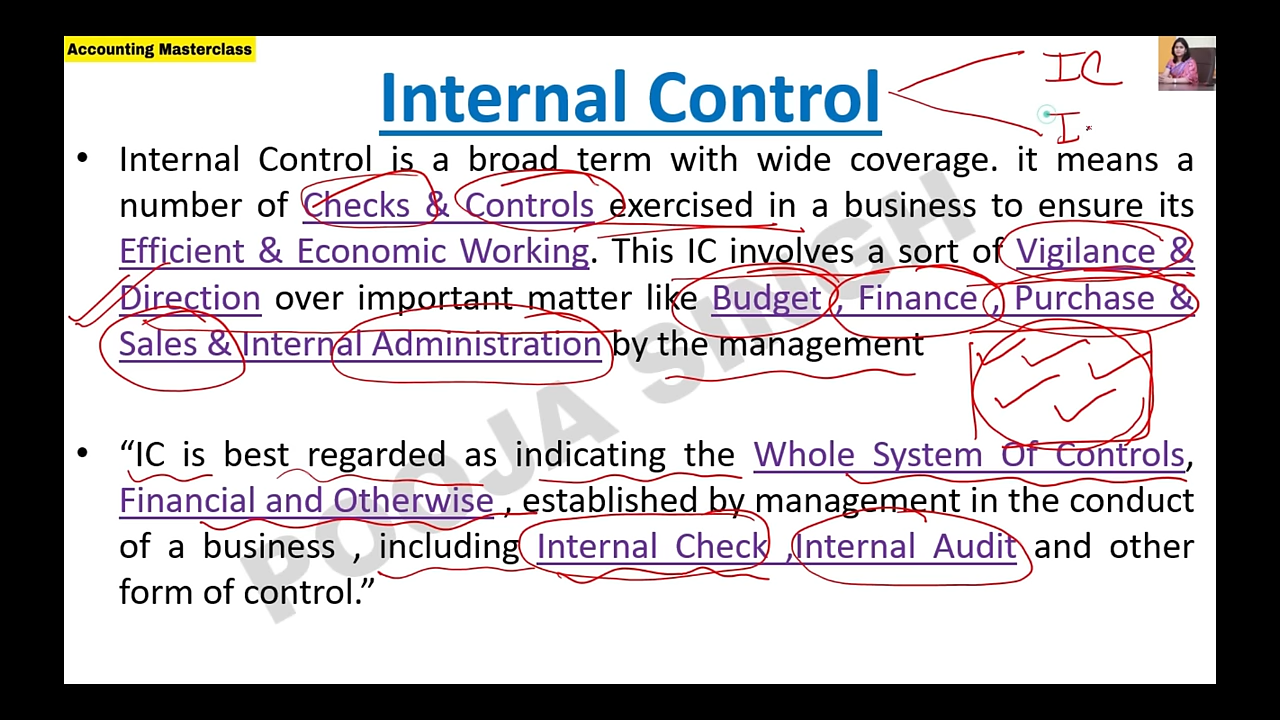 Accounting Masterclass
Internal Control
IC
I
• Internal Control is a broad term with wide coverage. it means a
number of Checks & Controls exercised in a business to ensure its
Efficient & Economic Working. This IC involves a sort of Vigilance &
Direction over important matter like Budget , Finance , Purchase &
Sales & Internal Administration by the management
• “IC is best regarded as indicating the Whole System Of Controls,
Financial and Otherwise , established by management in the conduct
of a business , including Internal Check ,Internal Audit and other
form of control.”
POOJA SINGH